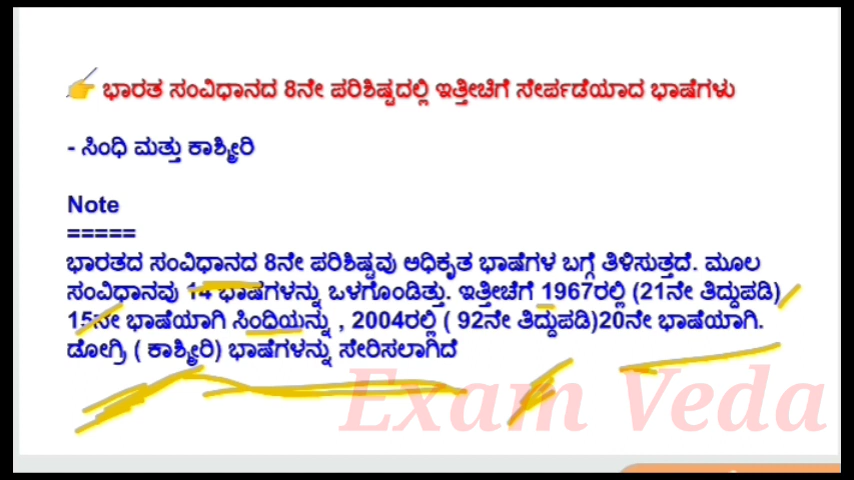 👉 ಭಾರತ ಸಂವಿಧಾನದ 8ನೇ ಪರಿಶಿಷ್ಟದಲ್ಲಿ ಇತ್ತೀಚೆಗೆ ಸೇರ್ಪಡೆಯಾದ ಭಾಷೆಗಳು
- ಸಿಂಧಿ ಮತ್ತು ಕಾಶ್ಮೀರಿ
Note
=====
ಭಾರತದ ಸಂವಿಧಾನದ 8ನೇ ಪರಿಶಿಷ್ಟವು ಅಧಿಕೃತ ಭಾಷೆಗಳ ಬಗ್ಗೆ ತಿಳಿಸುತ್ತದೆ. ಮೂಲ
ಸಂವಿಧಾನವು 14 ಭಾಷೆಗಳನ್ನು ಒಳಗೊಂಡಿತ್ತು. ಇತ್ತೀಚೆಗೆ 1967ರಲ್ಲಿ (21ನೇ ತಿದ್ದುಪಡಿ)
15ನೇ ಭಾಷೆಯಾಗಿ ಸಿಂಧಿಯನ್ನು , 2004ರಲ್ಲಿ ( 92ನೇ ತಿದ್ದುಪಡಿ)20ನೇ ಭಾಷೆಯಾಗಿ.
ಡೋಗ್ರಿ ( ಕಾಶ್ಮೀರಿ) ಭಾಷೆಗಳನ್ನು ಸೇರಿಸಲಾಗಿದೆ
Exam Veda